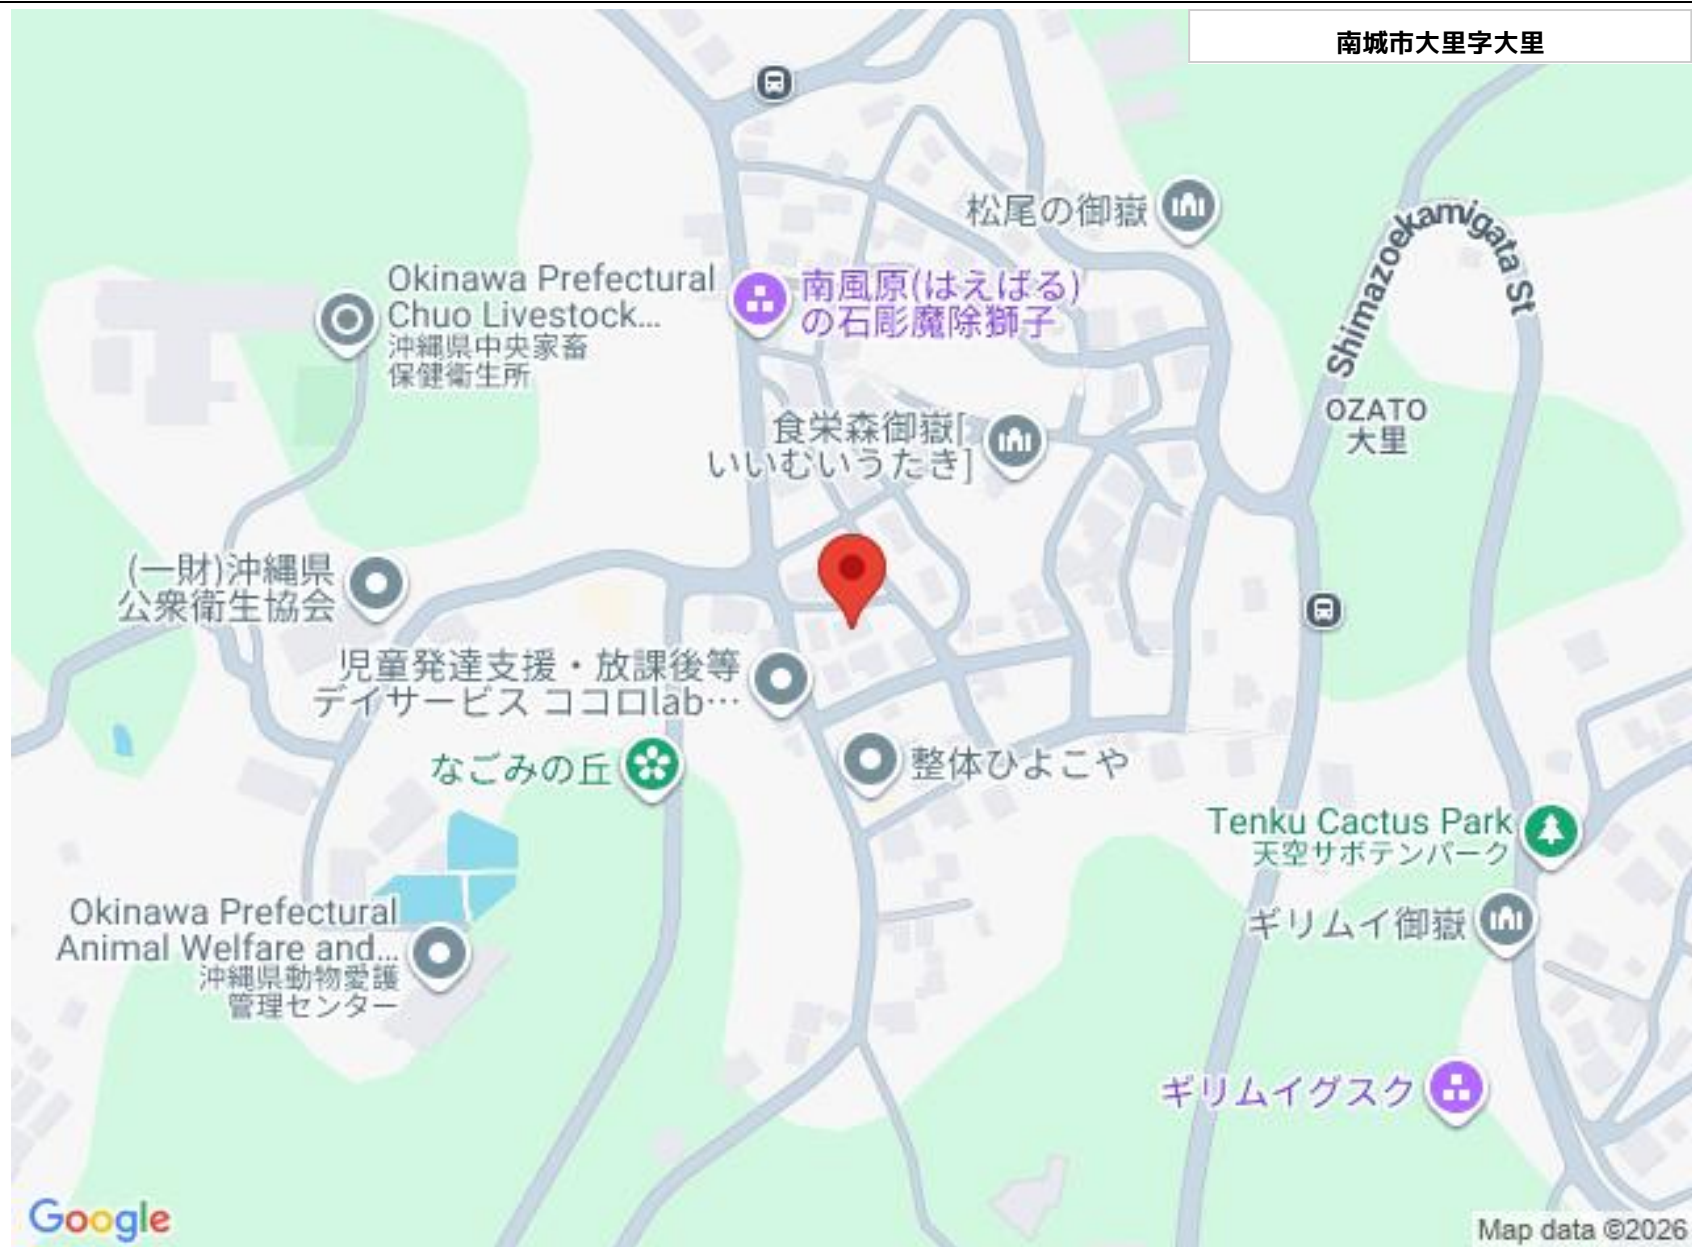 南城市大里字大里
松尾の御嶽
Okinawa Prefectural
Chuo Livestock...
沖縄県中央家畜
保健衛生所
南風原(はえばる)
の石彫魔除獅子
Shimazoekamigata St
OZATO
大里
食栄森御嶽[
いいむいうたき]
(一財)沖縄県
公衆衛生協会
児童発達支援・放課後等
デイサービス ココロlab…
なごみの丘
整体ひよこや
Tenku Cactus Park
天空サボテンパーク
ギリムイ御嶽
Okinawa Prefectural
Animal Welfare and...
沖縄県動物愛護
管理センター
ギリムイグスク
Google
Map data ©2026